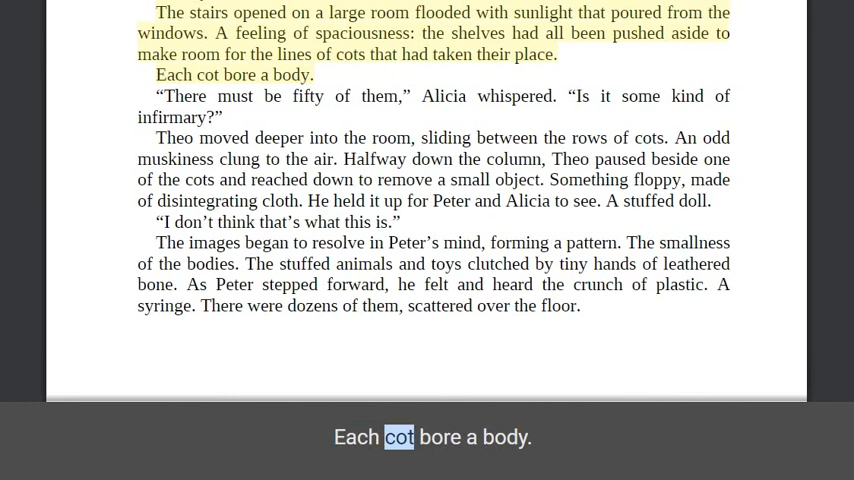 The stairs opened on a large room flooded with sunlight that poured from the
windows. A feeling of spaciousness: the shelves had all been pushed aside to
make room for the lines of cots that had taken their place.
Each cot bore a body.
“There must be fifty of them,” Alicia whispered. “Is it some kind of
infirmary?”
Theo moved deeper into the room, sliding between the rows of cots. An odd
muskiness clung to the air. Halfway down the column, Theo paused beside one
of the cots and reached down to remove a small object. Something floppy, made
of disintegrating cloth. He held it up for Peter and Alicia to see. A stuffed doll.
“I don’t think that’s what this is.”
The images began to resolve in Peter’s mind, forming a pattern. The smallness
of the bodies. The stuffed animals and toys clutched by tiny hands of leathered
bone. As Peter stepped forward, he felt and heard the crunch of plastic. A
syringe. There were dozens of them, scattered over the floor.
Each cot bore a body.